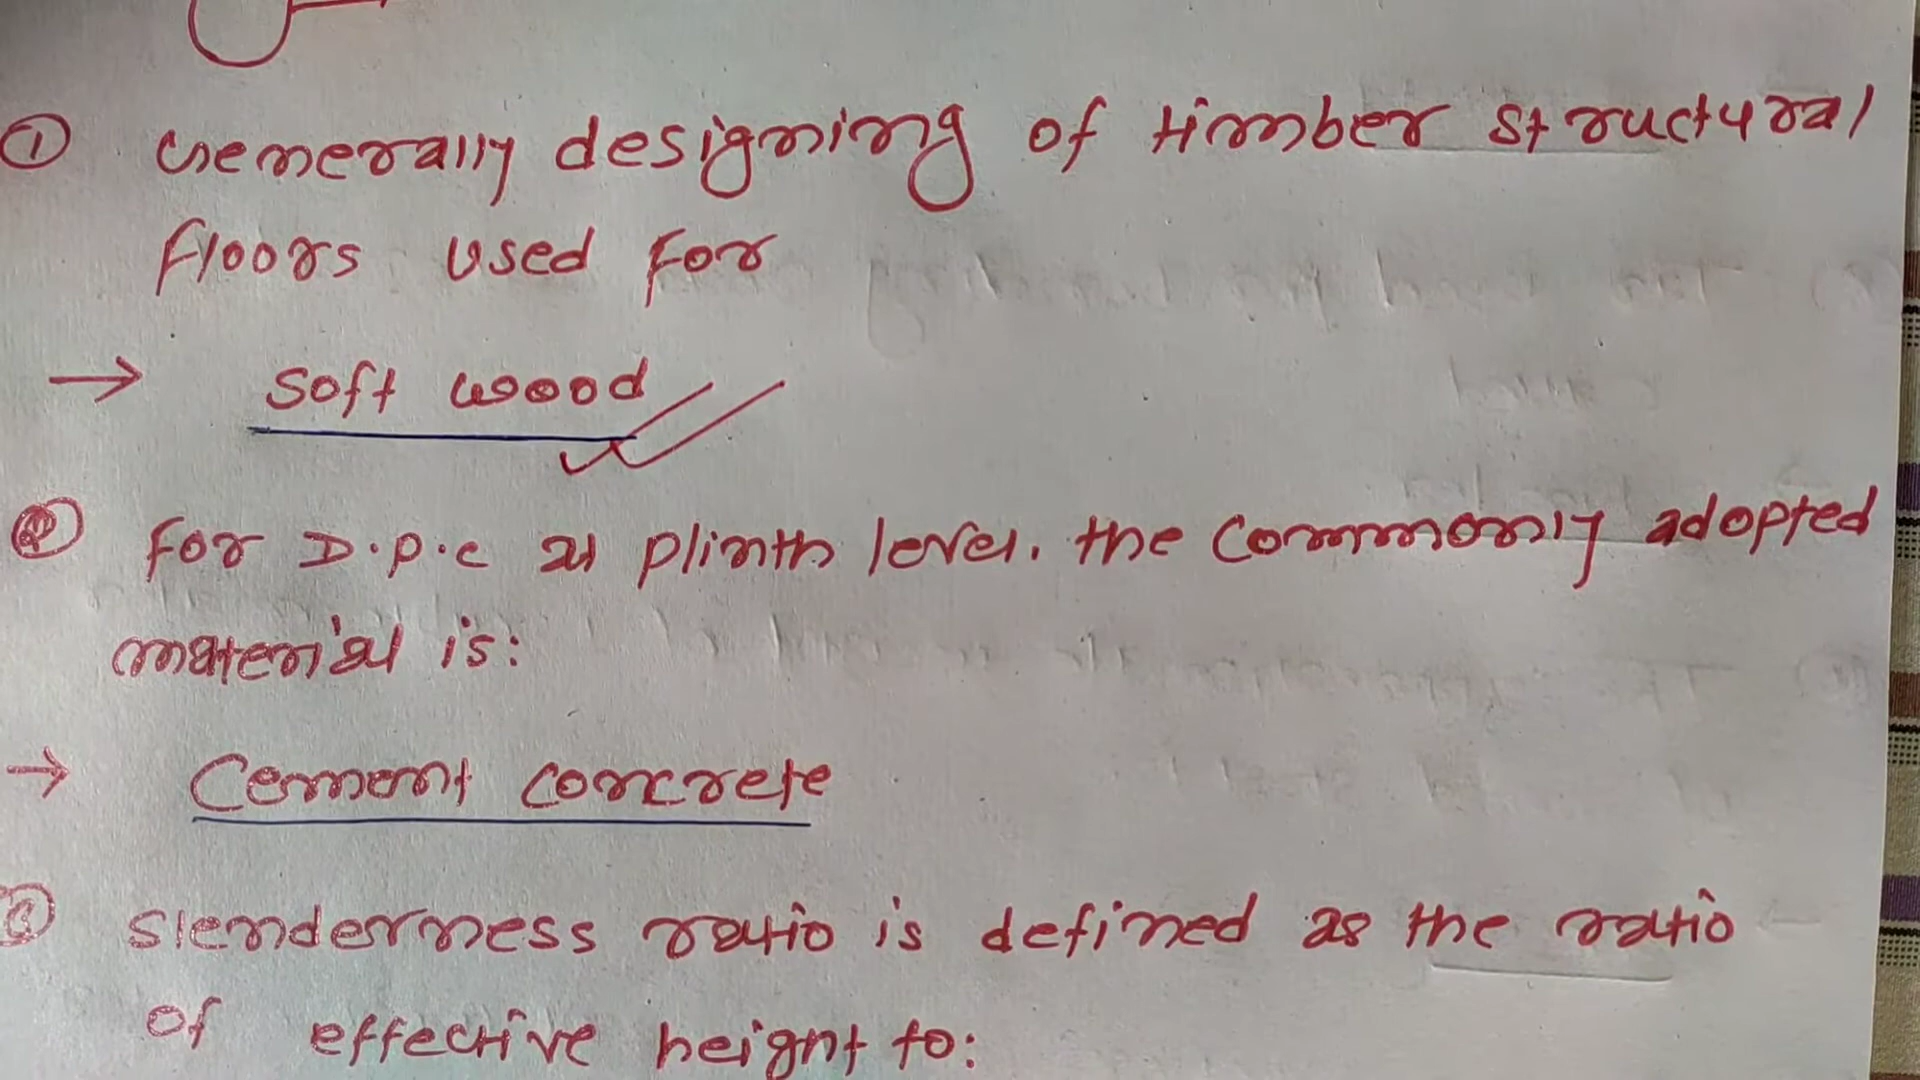 ① Generally designing of timber structural
floors used for
→ Soft wood
② for D.p.c at plinth level. the commonly adopted
material is:
→ Cement concrete
③ slenderness ratio is defined as the ratio
of effective height to: